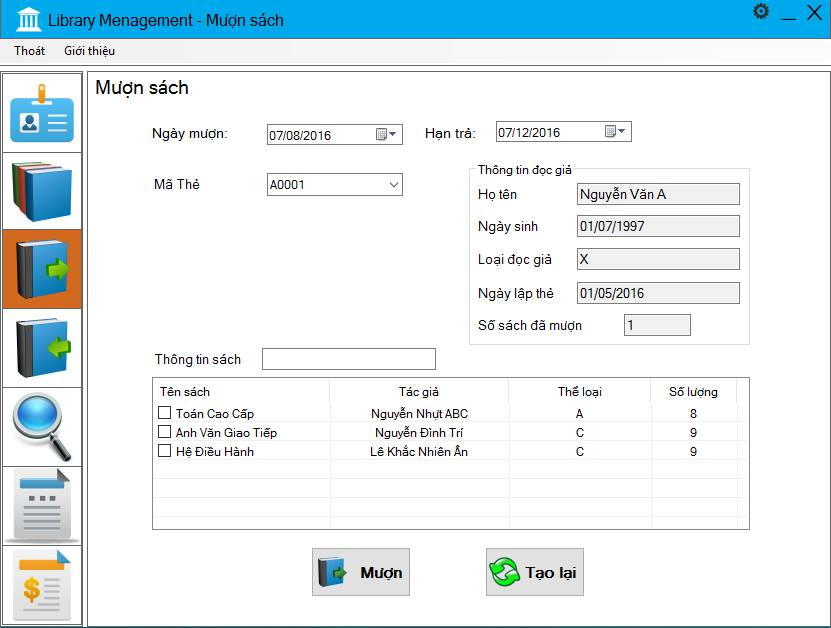 Library Menagement - Mượn sách
Thoát Giới thiệu
Mượn sách
Ngày mượn: 07/08/2016 Hạn trả: 07/12/2016
Mã Thẻ A0001
Thông tin đọc giả
Họ tên Nguyễn Văn A
Ngày sinh 01/07/1997
Loại đọc giả X
Ngày lập thẻ 01/05/2016
Số sách đã mượn 1
Thông tin sách
Tên sách Tác giả Thể loại Số lượng
Toán Cao Cấp Nguyễn Nhựt ABC A 8
Anh Văn Giao Tiếp Nguyễn Đình Trí C 9
Hệ Điều Hành Lê Khắc Nhiên Ân C 9
Mượn Tạo lại